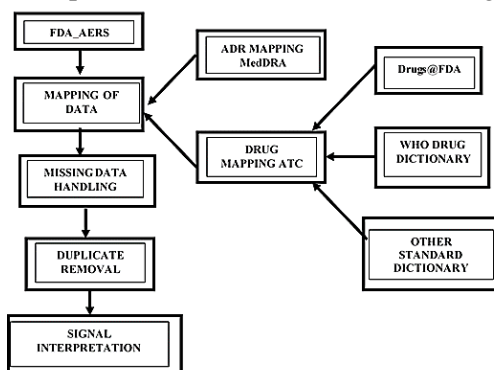 FDA_AERS
ADR MAPPING
MedDRA
Drugs@FDA
MAPPING OF
DATA
DRUG
MAPPING ATC
WHO DRUG
DICTIONARY
MISSING DATA
HANDLING
DUPLICATE
REMOVAL
OTHER
STANDARD
DICTIONARY
SIGNAL
INTERPRETATION